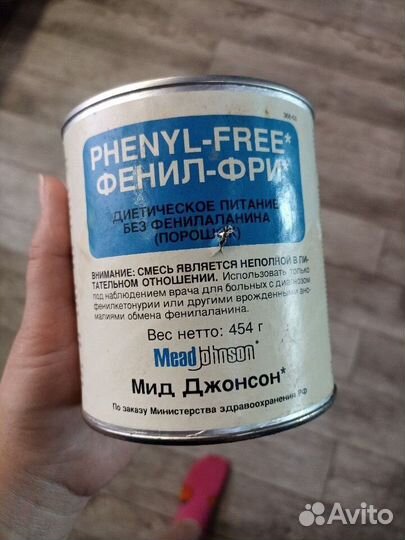 PHENYL-FREE*
ФЕНИЛ-ФРИ*
ДИЕТИЧЕСКОЕ ПИТАНИЕ
БЕЗ ФЕНИЛАЛАНИНА
(ПОРОШОК)
ВНИМАНИЕ: СМЕСЬ ЯВЛЯЕТСЯ НЕПОЛНОЙ В ПИ-
ТАТЕЛЬНОМ ОТНОШЕНИИ. Использовать только
под наблюдением врача для больных с диагнозом
фенилкетонурии или другими врожденными ано-
малиями обмена фенилаланина.
Вес нетто: 454 г
MeadJohnson*
Мид Джонсон*
По заказу Министерства здравоохранения РФ
Avito